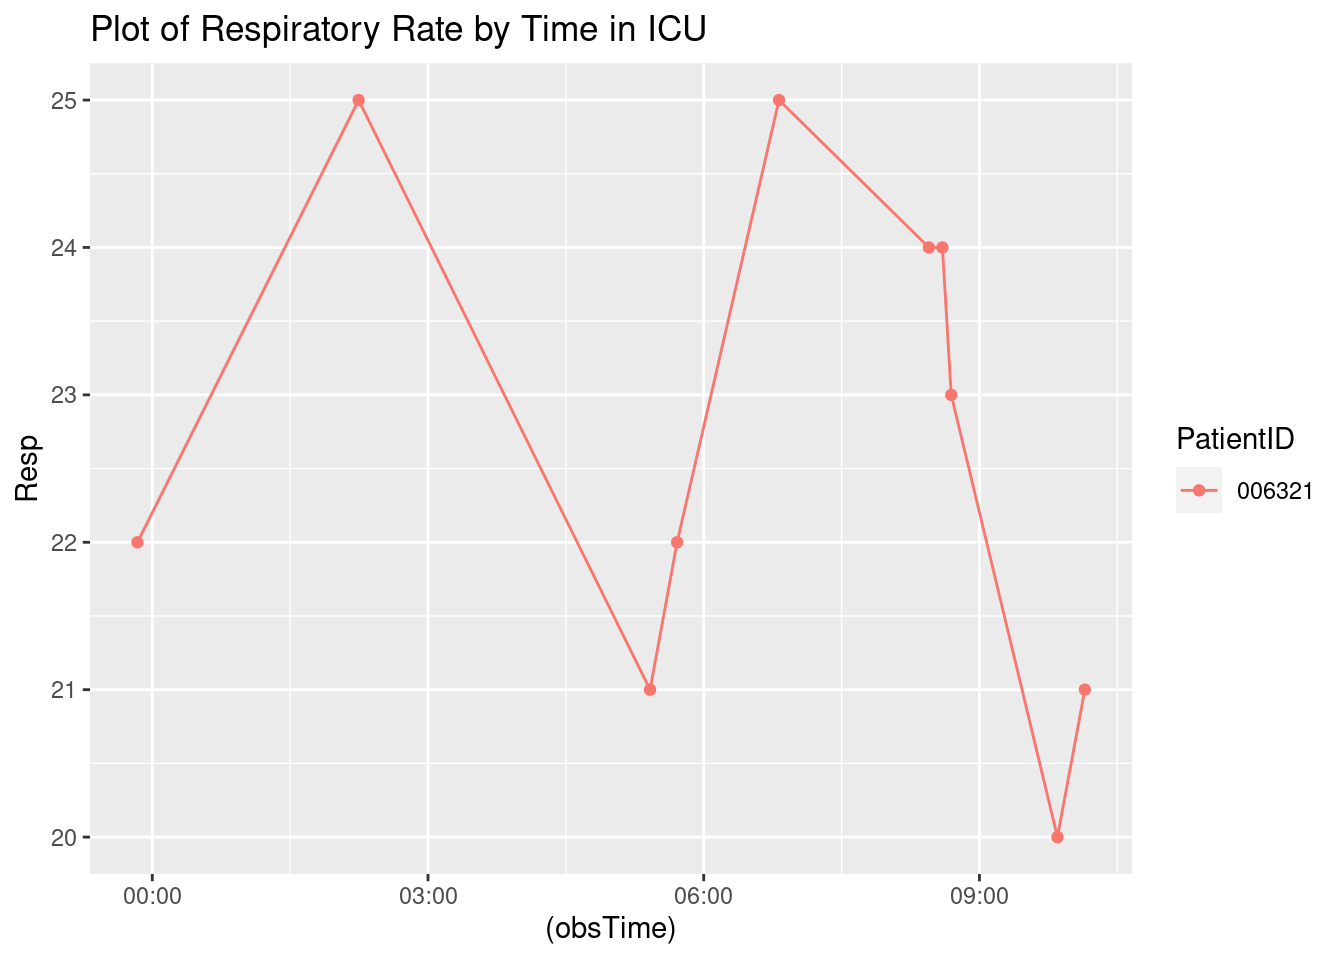 Plot of Respiratory Rate by Time in ICU
25
24
23
22
21
20
Resp
00:00 03:00 06:00 09:00
(obsTime)
PatientID
006321